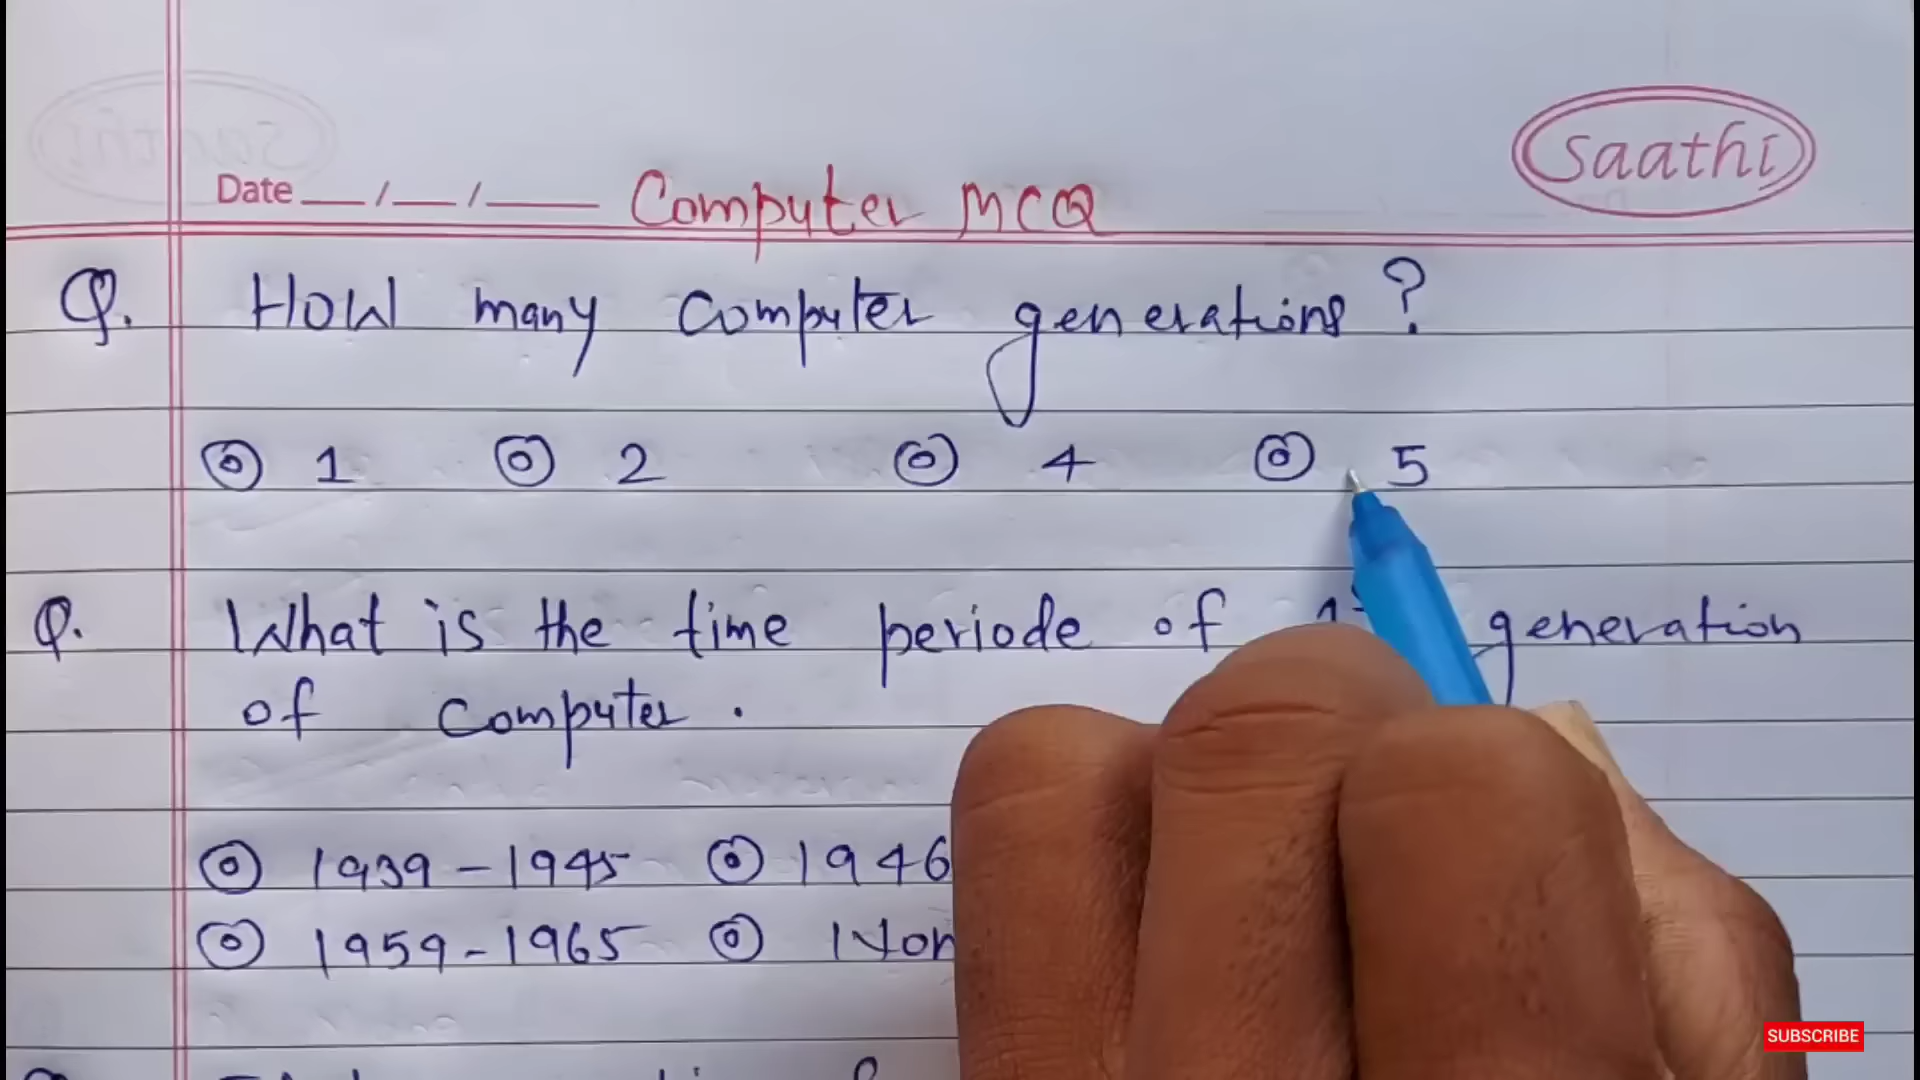 Saathi
Date __/__/____ Computer MCQ
Q. How many computer generations?
1 2 4 5
Q. What is the time periode of generation
of computer.
1939-1945 1946
1959-1965
SUBSCRIBE